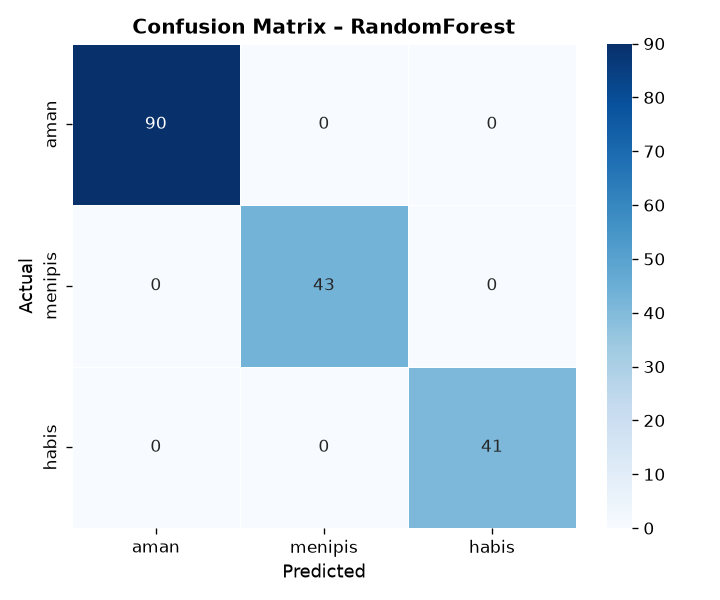 Confusion Matrix – RandomForest
aman 90 0 0
menipis 0 43 0
habis 0 0 41
Actual
aman menipis habis
Predicted
90
80
70
60
50
40
30
20
10
0